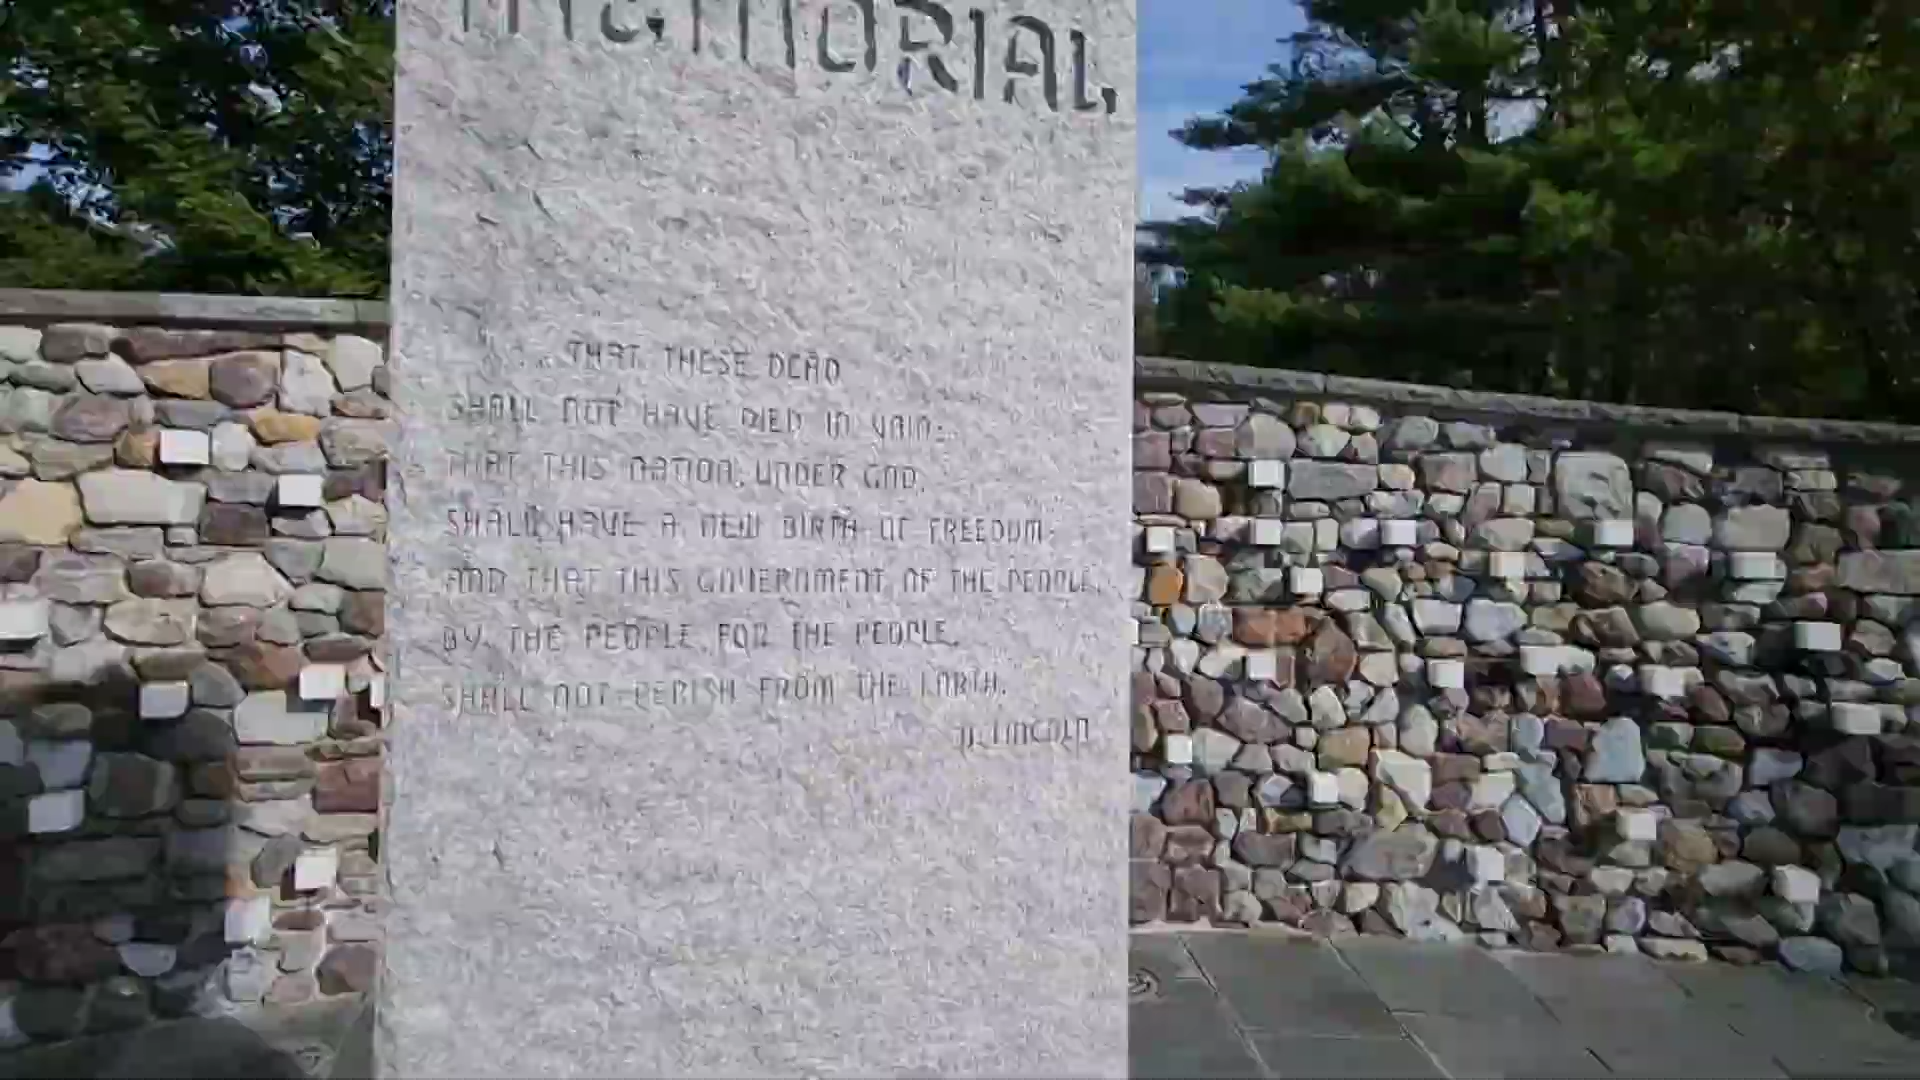 MEMORIAL
...THAT THESE DEAD
SHALL NOT HAVE DIED IN VAIN;
THAT THIS NATION, UNDER GOD,
SHALL HAVE A NEW BIRTH OF FREEDOM;
AND THAT THIS GOVERNMENT OF THE PEOPLE,
BY THE PEOPLE, FOR THE PEOPLE,
SHALL NOT PERISH FROM THE EARTH.
A. LINCOLN